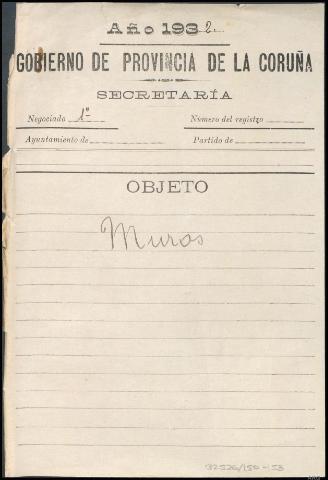 Año 1932
GOBIERNO DE PROVINCIA DE LA CORUÑA
SECRETARÍA
Negociado 1º Número del registro
Ayuntamiento de Partido de
OBJETO
Muros